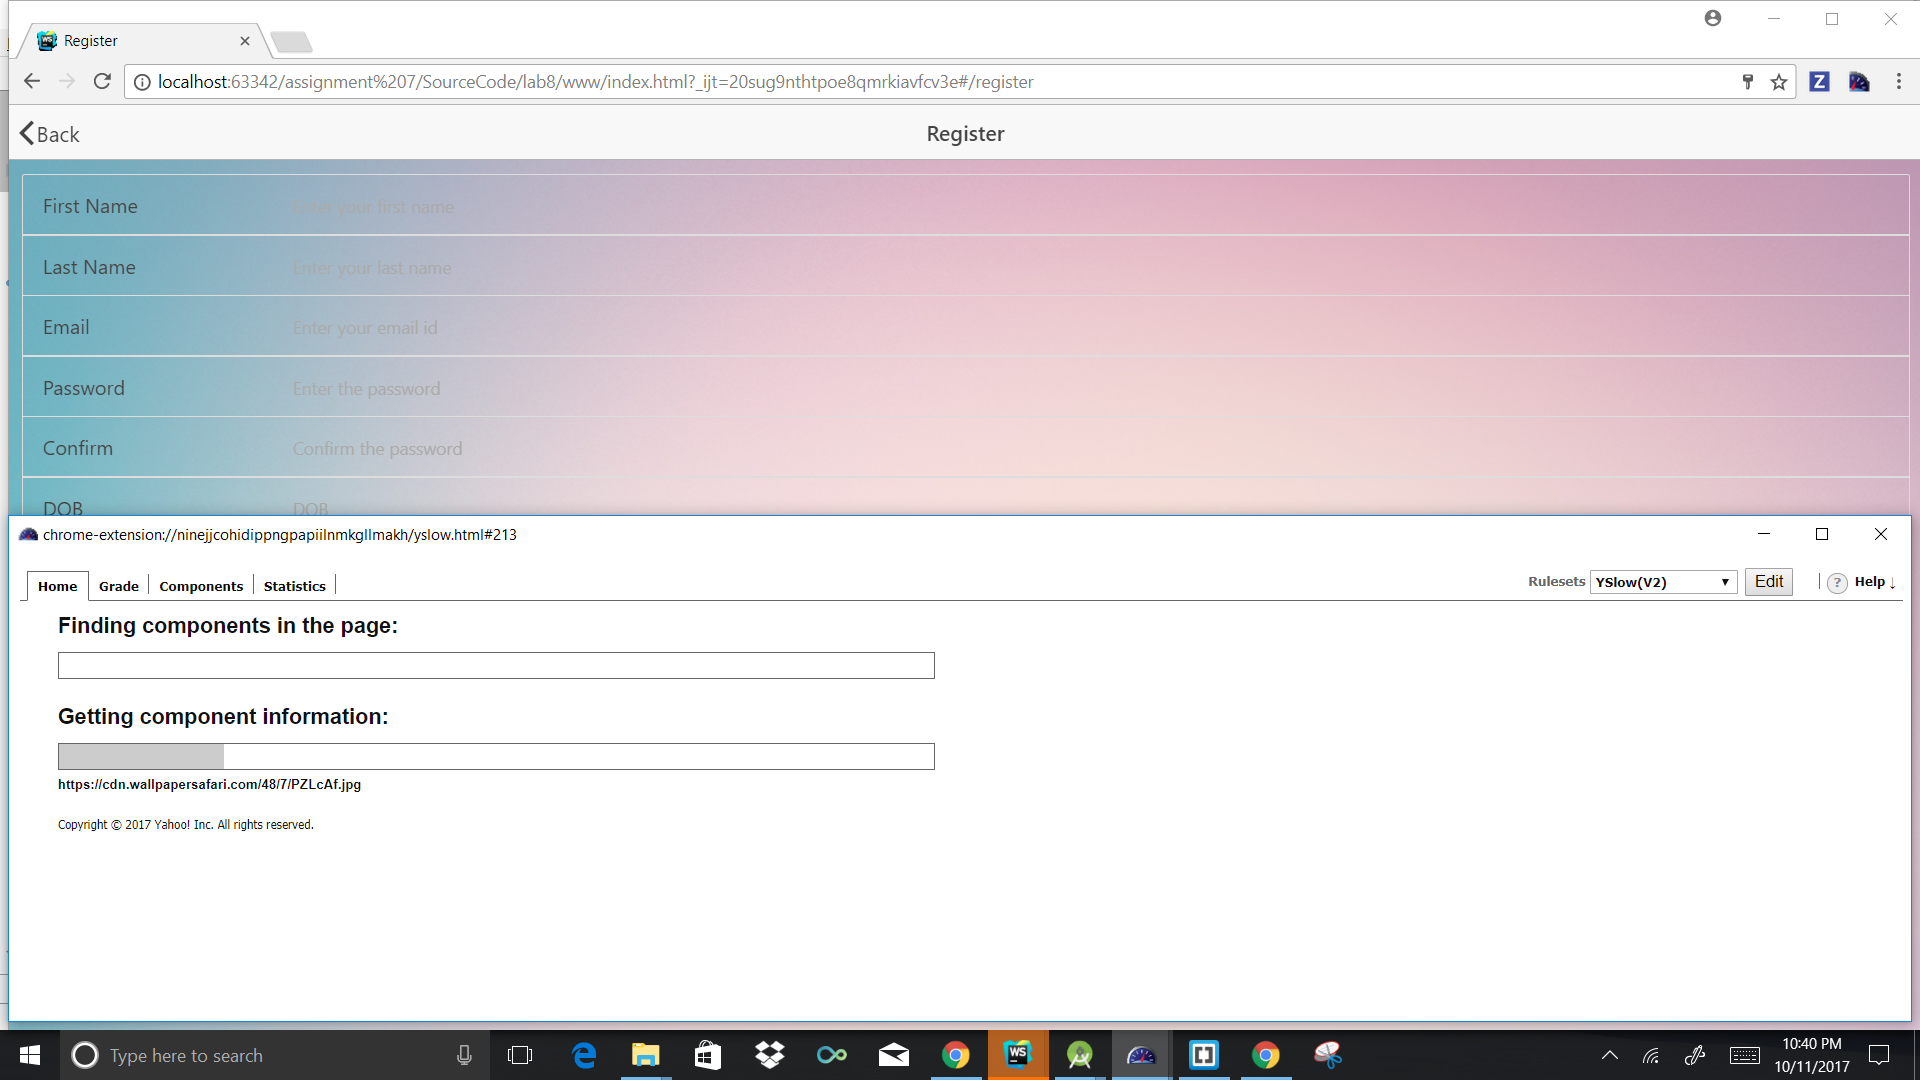 Register
localhost:63342/assignment%207/SourceCode/lab8/www/index.html?_ijt=20sug9nthtpoe8qmrkiavfcv3e#/register
Back
Register
First Name Enter your first name
Last Name Enter your last name
Email Enter your email id
Password Enter the password
Confirm Confirm the password
DOB DOB
chrome-extension://ninejjcohidippngpapiilnmkgllmakh/yslow.html#213
Home Grade Components Statistics Rulesets YSlow(V2) Edit ? Help ↓
Finding components in the page:
Getting component information:
https://cdn.wallpapersafari.com/48/7/PZLcAf.jpg
Copyright © 2017 Yahoo! Inc. All rights reserved.
Type here to search
10:40 PM
10/11/2017